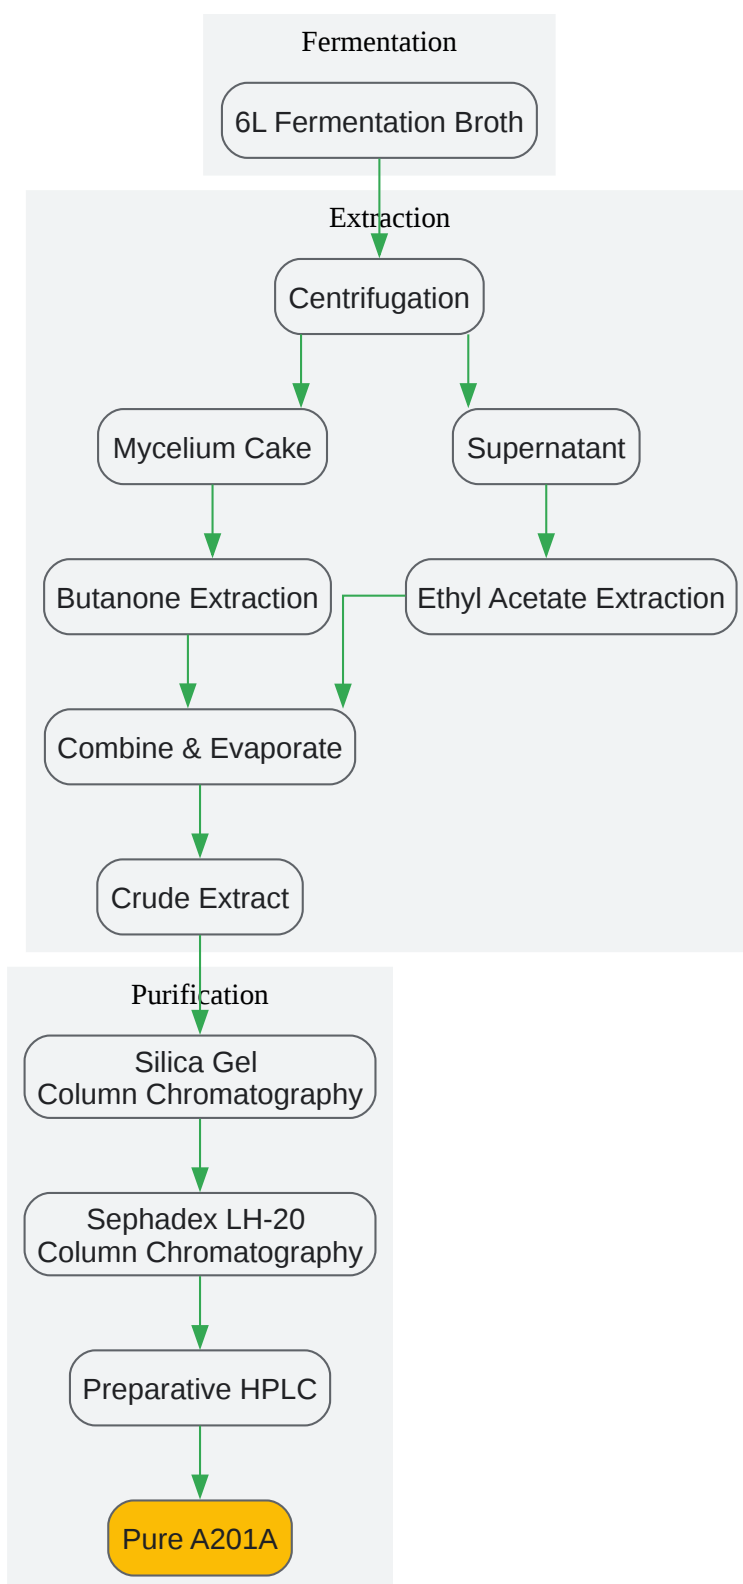 Fermentation
6L Fermentation Broth
Extraction
Centrifugation
Mycelium Cake
Supernatant
Butanone Extraction
Ethyl Acetate Extraction
Combine & Evaporate
Crude Extract
Purification
Silica Gel
Column Chromatography
Sephadex LH-20
Column Chromatography
Preparative HPLC
Pure A201A